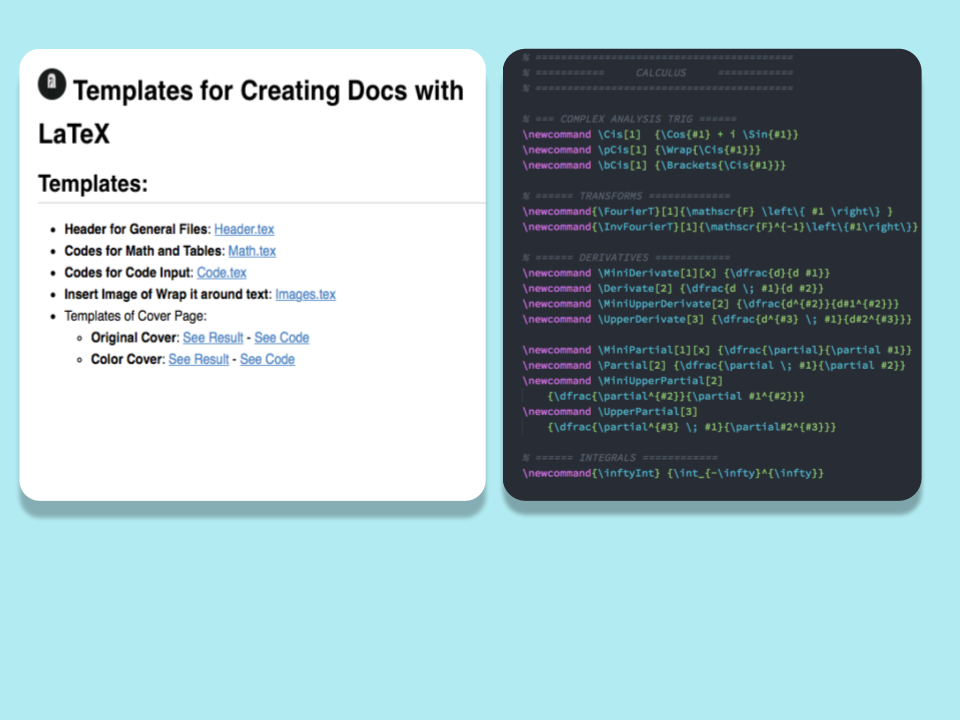 Templates for Creating Docs with
LaTeX
Templates:
Header for General Files: Header.tex
Codes for Math and Tables: Math.tex
Codes for Code Input: Code.tex
Insert Image of Wrap it around text: Images.tex
Templates of Cover Page:
Original Cover: See Result - See Code
Color Cover: See Result - See Code
% =======================================
% =========== CALCULUS ============
% =======================================
% === COMPLEX ANALYSIS TRIG ======
\newcommand \Cis[1] {\Cos{#1} + i \Sin{#1}}
\newcommand \pCis[1] {\Wrap{\Cis{#1}}}
\newcommand \bCis[1] {\Brackets{\Cis{#1}}}
% ====== TRANSFORMS =============
\newcommand{\FourierT}[1]{\mathscr{F} \left\{ #1 \right\} }
\newcommand{\InvFourierT}[1]{\mathscr{F}^{-1}\left\{#1\right\}}
% ====== DERIVATIVES ============
\newcommand \MiniDerivate[1][x] {\dfrac{d}{d #1}}
\newcommand \Derivate[2] {\dfrac{d \; #1}{d #2}}
\newcommand \MiniUpperDerivate[2] {\dfrac{d^{#2}}{d#1^{#2}}}
\newcommand \UpperDerivate[3] {\dfrac{d^{#3} \; #1}{d#2^{#3}}}
\newcommand \MiniPartial[1][x] {\dfrac{\partial}{\partial #1}}
\newcommand \Partial[2] {\dfrac{\partial \; #1}{\partial #2}}
\newcommand \MiniUpperPartial[2]
{\dfrac{\partial^{#2}}{\partial #1^{#2}}}
\newcommand \UpperPartial[3]
{\dfrac{\partial^{#3} \; #1}{\partial#2^{#3}}}
% ====== INTEGRALS ============
\newcommand{\inftyInt} {\int_{-\infty}^{\infty}}